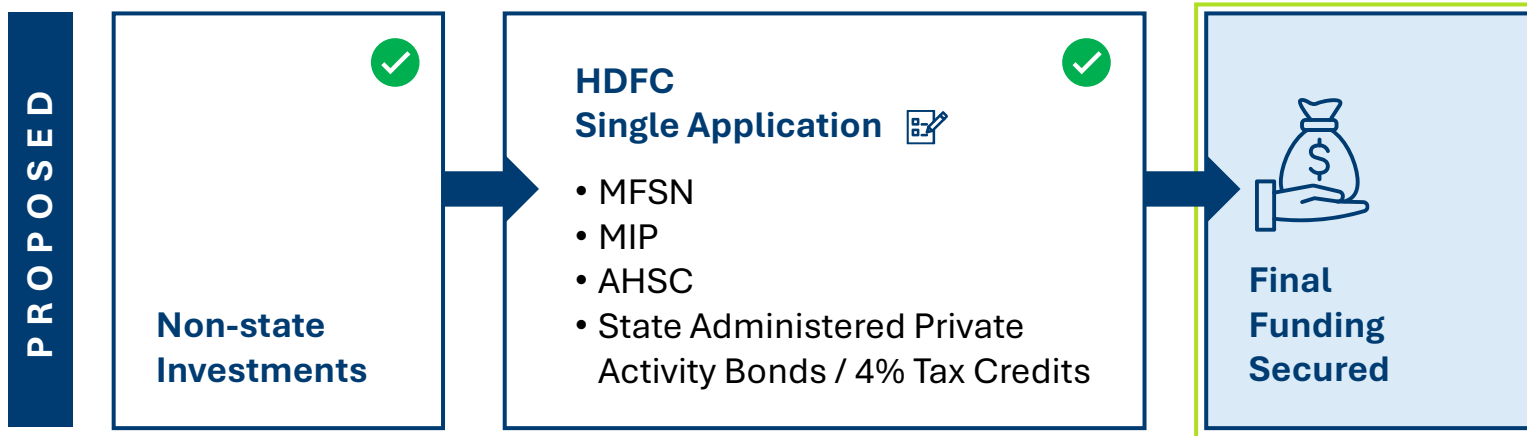 PROPOSED
Non-state
Investments
HDFC
Single Application
• MFSN
• MIP
• AHSC
• State Administered Private
Activity Bonds / 4% Tax Credits
$
Final
Funding
Secured